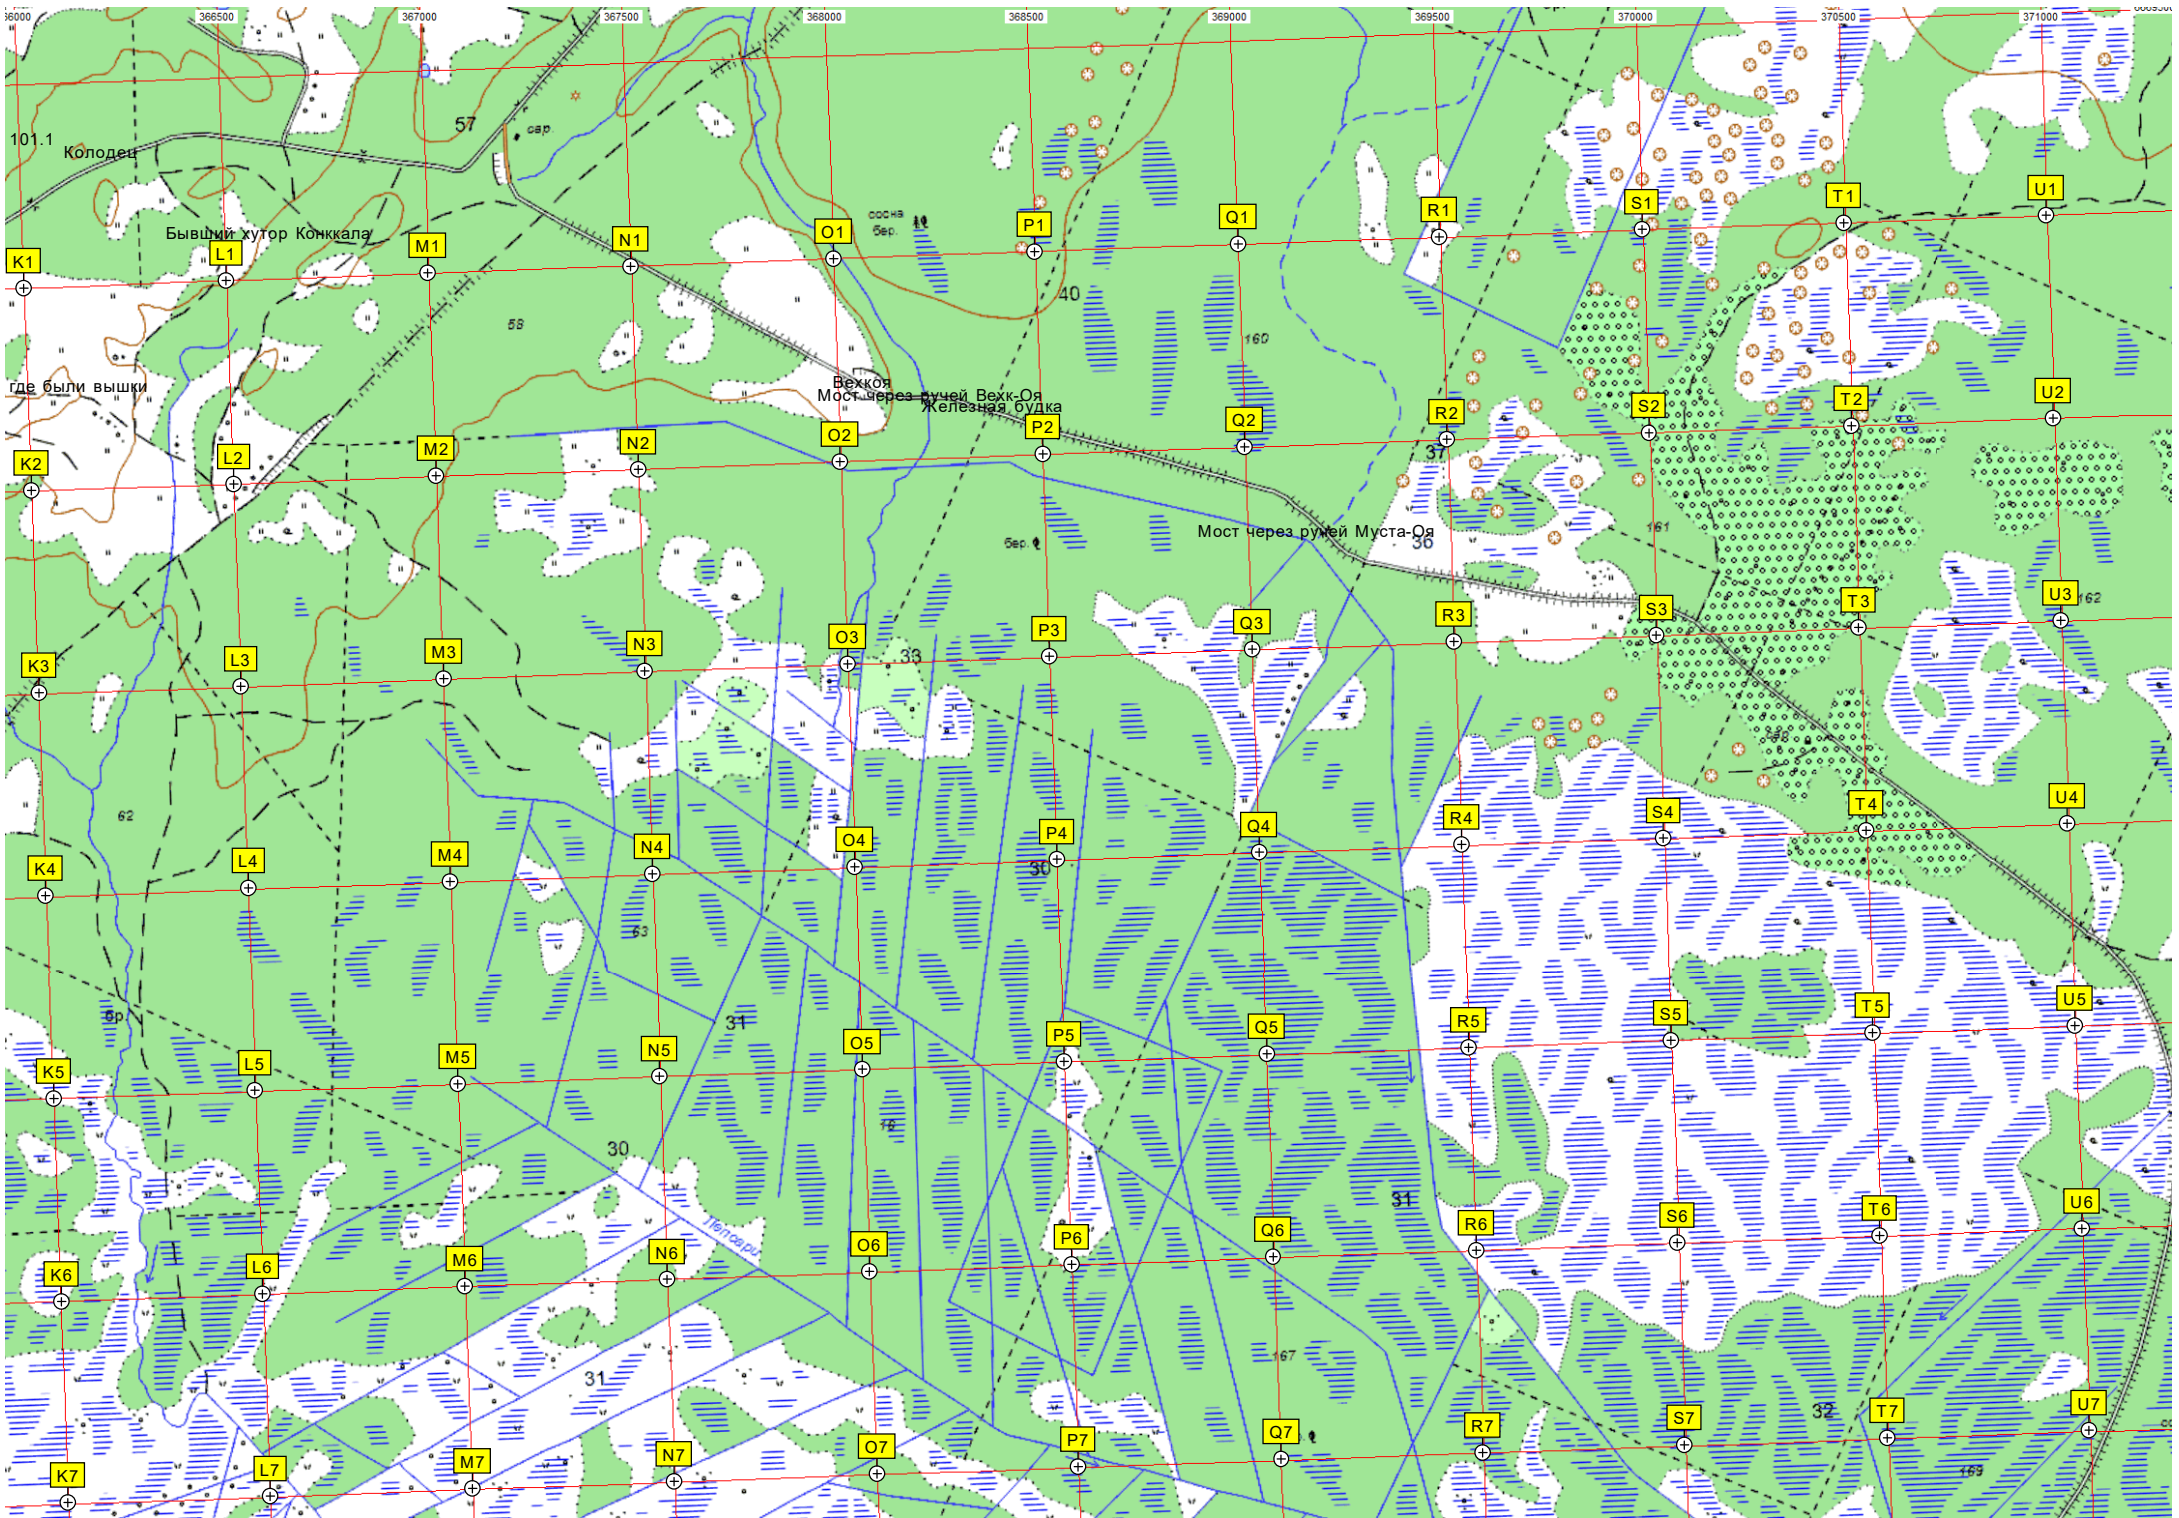 66000 366500 367000 367500 368000 368500 369000 369500 370000 370500 371000
57
сар.
101.1
Колодец
сосна
бер.
Бывший хутор Конккала
K1 L1 M1 N1 O1 P1 Q1 R1 S1 T1 U1
40
58
160
где были вышки
Вехкоя
Мост через ручей Вехк-Оя
Железная будка
K2 L2 M2 N2 O2 P2 Q2 R2 S2 T2 U2
37
161
Мост через ручей Муста-Оя
36
бер.
162
K3 L3 M3 N3 O3 P3 Q3 R3 S3 T3 U3
33
62
K4 L4 M4 N4 O4 P4 Q4 R4 S4 T4 U4
30
63
бр.
31
K5 L5 M5 N5 O5 P5 Q5 R5 S5 T5 U5
16
30
31
K6 L6 M6 N6 O6 P6 Q6 R6 S6 T6 U6
167
31
32
K7 L7 M7 N7 O7 P7 Q7 R7 S7 T7 U7
169